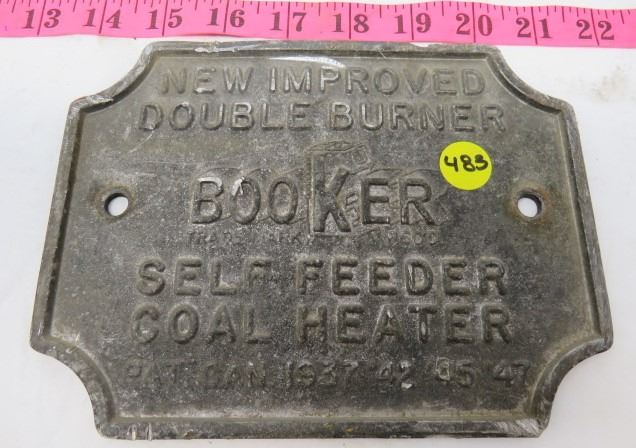 13 14 15 16 17 18 19 20 21 22
NEW IMPROVED
DOUBLE BURNER
483
BOOKER
SELF FEEDER
COAL HEATER
PAT. CAN. 1937 '42 '45 '47